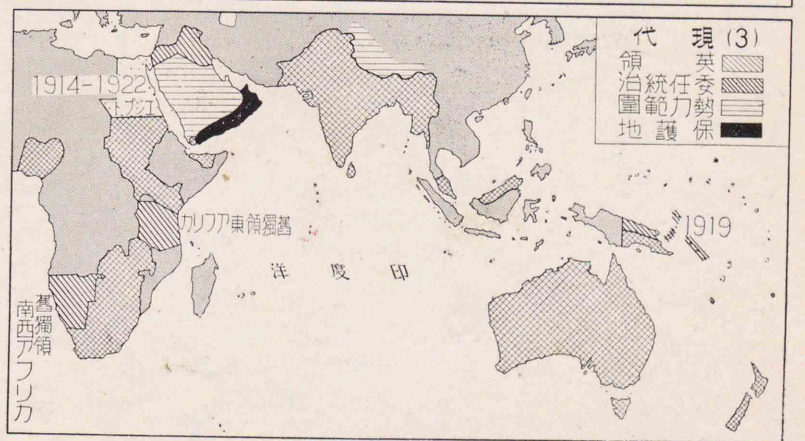 (3) 現代
英領
委任統治
勢力範圍
保護地
1914-1922
エジプト
舊獨領東アフリカ
1919
印度洋
舊獨領
南西アフリカ